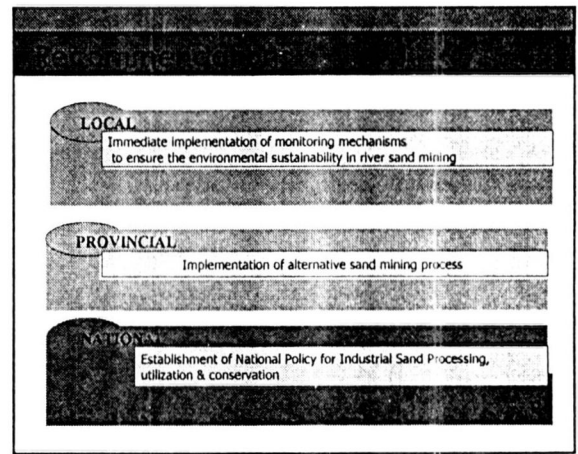 LOCAL
Immediate implementation of monitoring mechanisms
to ensure the environmental sustainability in river sand mining
PROVINCIAL
Implementation of alternative sand mining process
NATIONAL
Establishment of National Policy for Industrial Sand Processing,
utilization & conservation